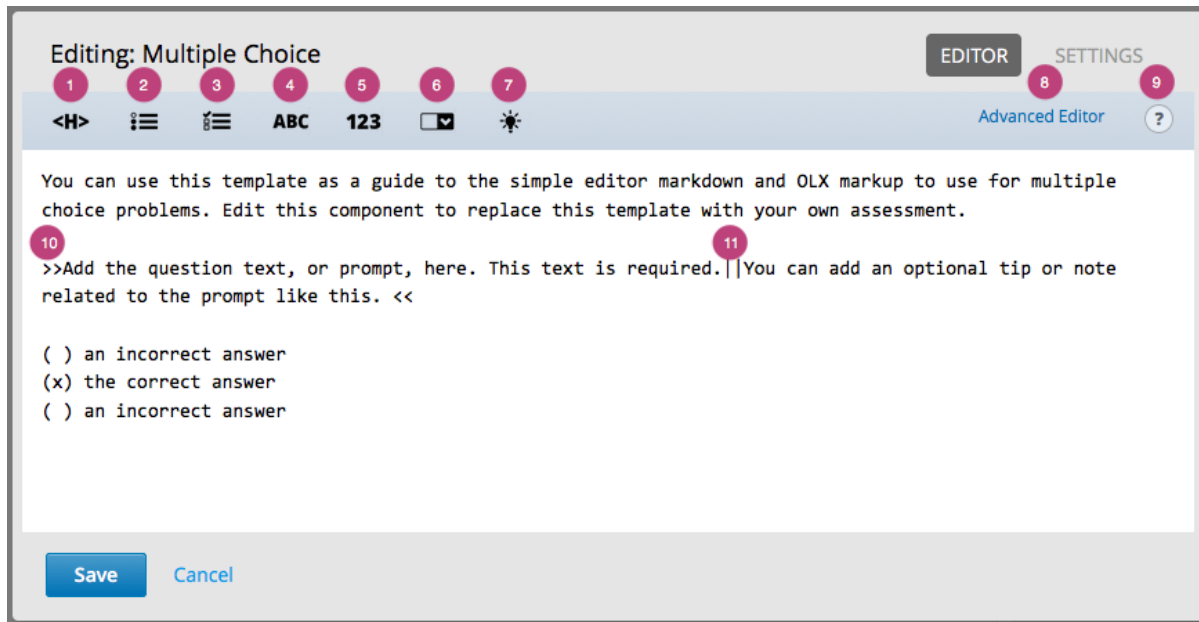 Editing: Multiple Choice EDITOR SETTINGS
1 2 3 4 5 6 7 8 9
<H> ABC 123 Advanced Editor ?
You can use this template as a guide to the simple editor markdown and OLX markup to use for multiple
choice problems. Edit this component to replace this template with your own assessment.
10 11
>>Add the question text, or prompt, here. This text is required.||You can add an optional tip or note
related to the prompt like this. <<
( ) an incorrect answer
(x) the correct answer
( ) an incorrect answer
Save Cancel